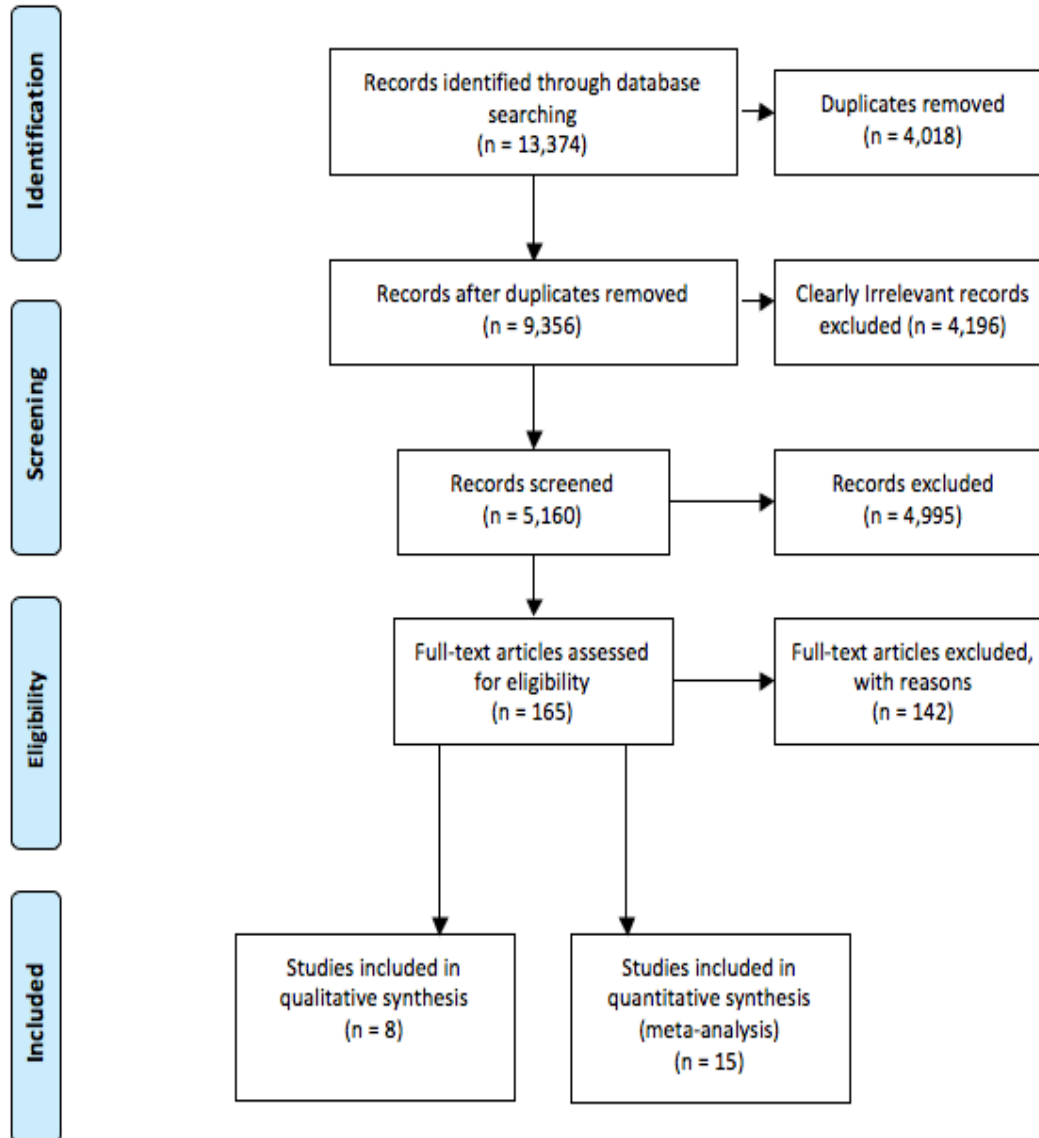 Identification
Records identified through database
searching
(n = 13,374)
Duplicates removed
(n = 4,018)
Records after duplicates removed
(n = 9,356)
Clearly Irrelevant records
excluded (n = 4,196)
Screening
Records screened
(n = 5,160)
Records excluded
(n = 4,995)
Eligibility
Full-text articles assessed
for eligibility
(n = 165)
Full-text articles excluded,
with reasons
(n = 142)
Included
Studies included in
qualitative synthesis
(n = 8)
Studies included in
quantitative synthesis
(meta-analysis)
(n = 15)